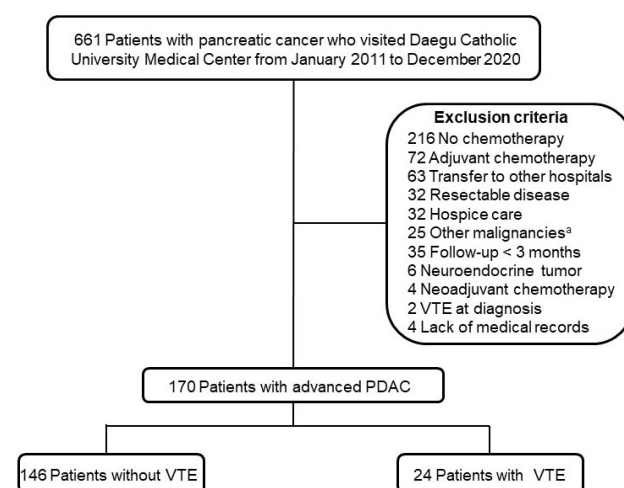 661 Patients with pancreatic cancer who visited Daegu Catholic
University Medical Center from January 2011 to December 2020
Exclusion criteria
216 No chemotherapy
72 Adjuvant chemotherapy
63 Transfer to other hospitals
32 Resectable disease
32 Hospice care
25 Other malignanciesᵃ
35 Follow-up < 3 months
6 Neuroendocrine tumor
4 Neoadjuvant chemotherapy
2 VTE at diagnosis
4 Lack of medical records
170 Patients with advanced PDAC
146 Patients without VTE
24 Patients with VTE